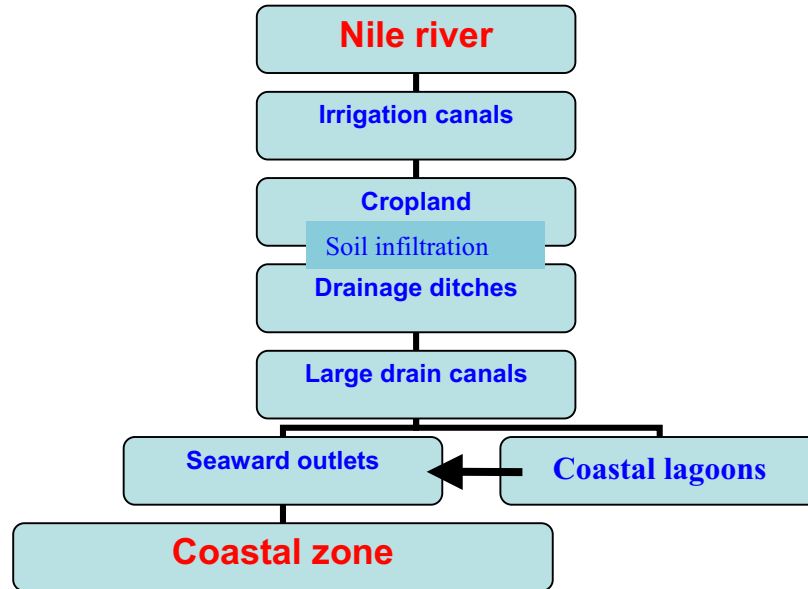 Nile river
Irrigation canals
Cropland
Soil infiltration
Drainage ditches
Large drain canals
Seaward outlets
Coastal lagoons
Coastal zone